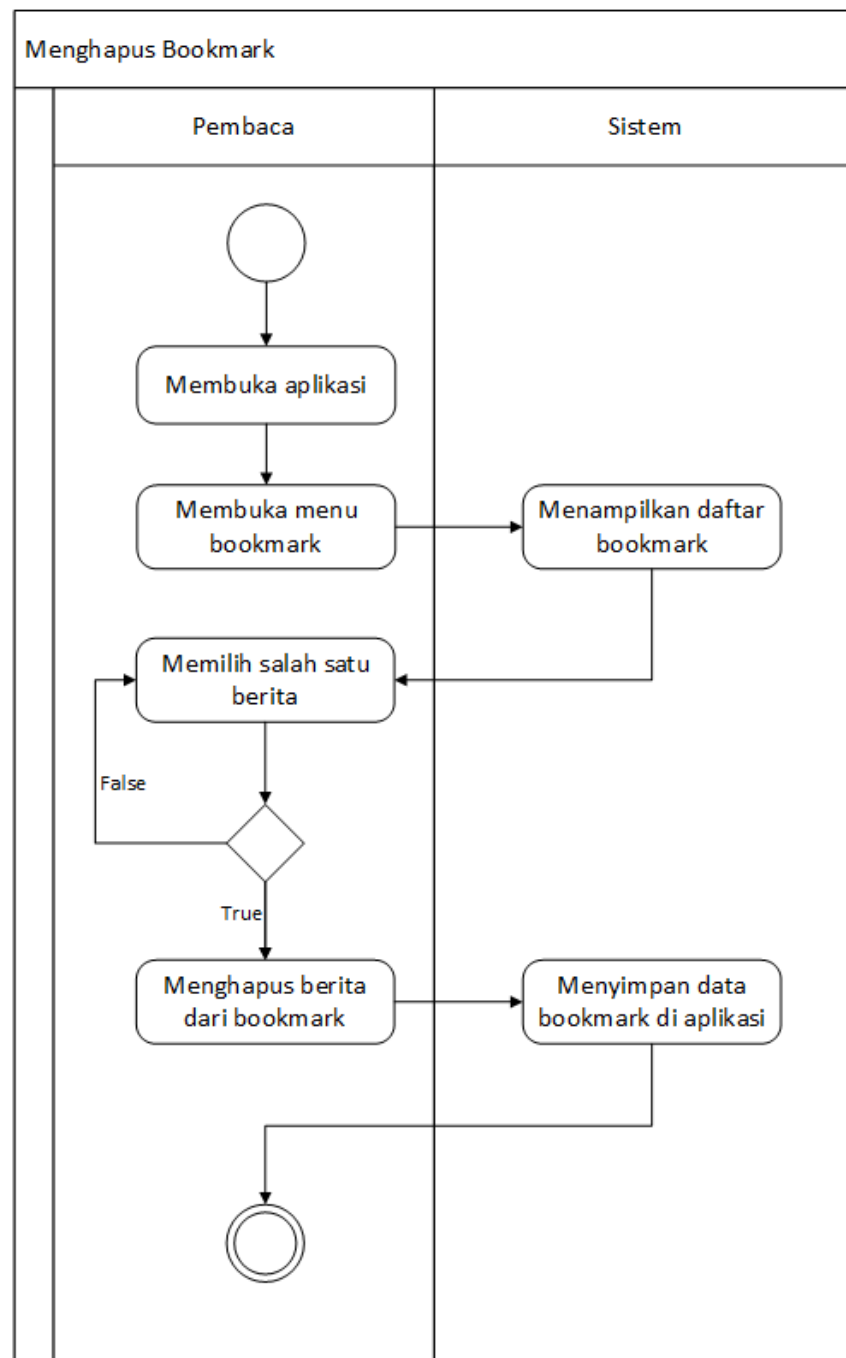 Menghapus Bookmark
Pembaca
Sistem
Membuka aplikasi
Membuka menu
bookmark
Menampilkan daftar
bookmark
Memilih salah satu
berita
False
True
Menghapus berita
dari bookmark
Menyimpan data
bookmark di aplikasi